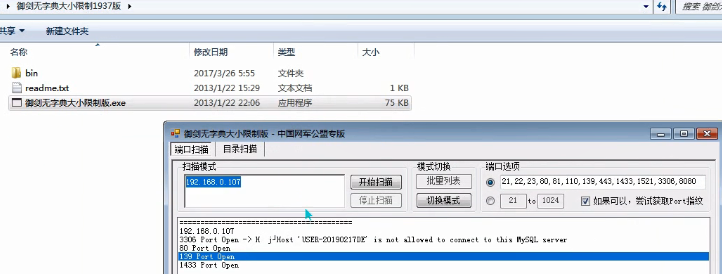 御剑无字典大小限制1937版
搜索 御剑
共享 新建文件夹
名称 修改日期 类型 大小
bin 2017/3/26 5:55 文件夹
readme.txt 2013/1/22 15:29 文本文档 1 KB
御剑无字典大小限制版.exe 2013/1/22 22:06 应用程序 75 KB
御剑无字典大小限制版 - 中国网军公盟专版
端口扫描 目录扫描
扫描模式 模式切换 端口选项
192.168.0.107 开始扫描 批量列表 21,22,23,80,81,110,139,443,1433,1521,3306,8080
停止扫描 切换模式 21 to 1024 如果可以，尝试获取Port指纹
========================================
192.168.0.107
3306 Port Open -> H j²Host 'USER-20190217DE' is not allowed to connect to this MySQL server
80 Port Open
139 Port Open
1433 Port Open